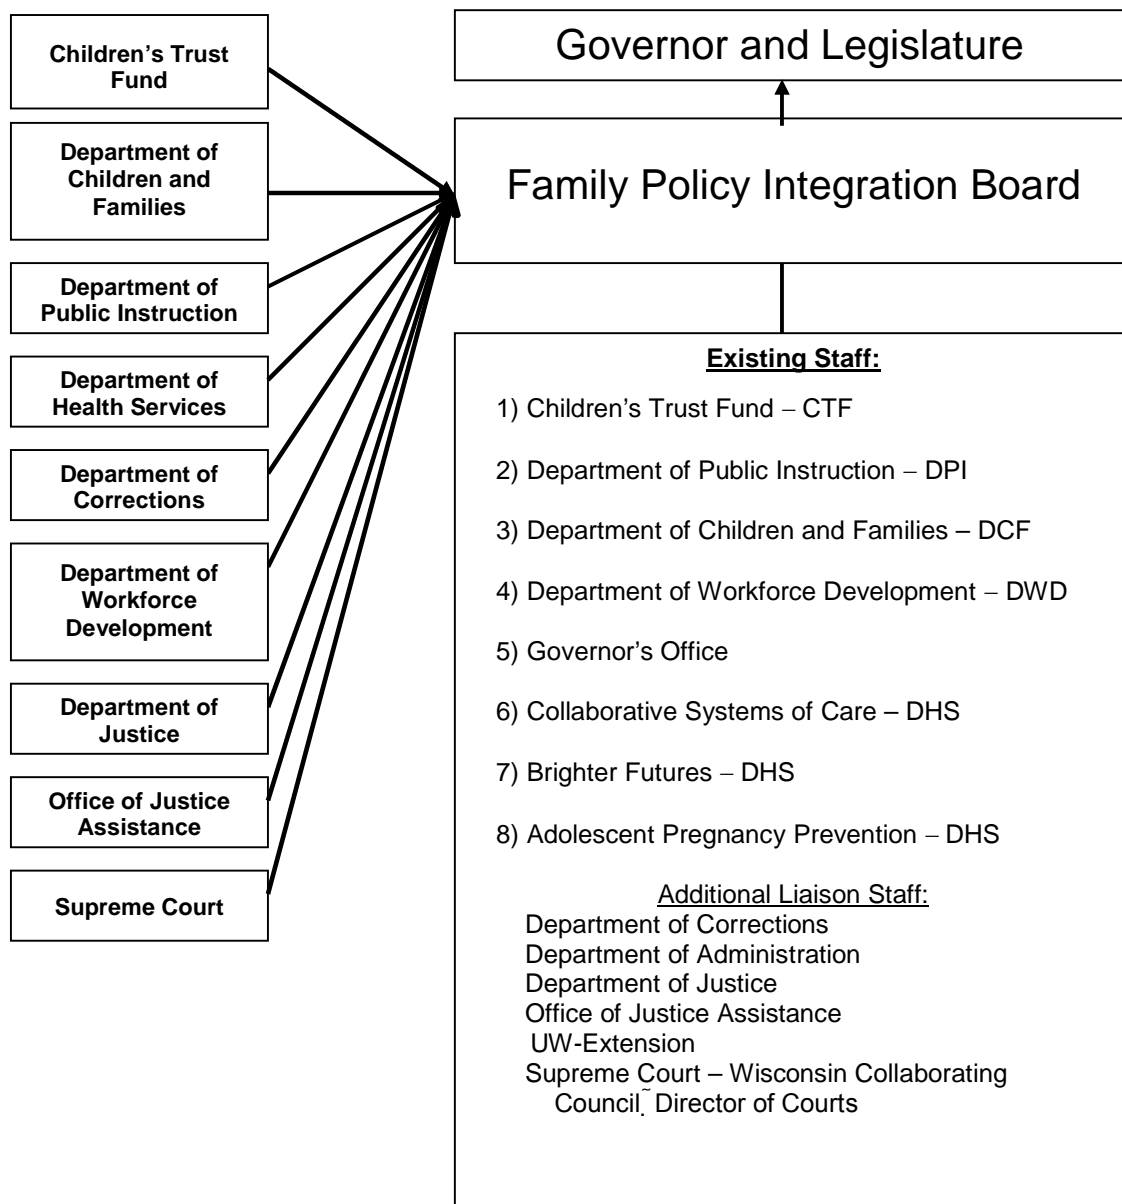 Children’s Trust
Fund
Department of
Children and
Families
Department of
Public Instruction
Department of
Health Services
Department of
Corrections
Department of
Workforce
Development
Department of
Justice
Office of Justice
Assistance
Supreme Court
Governor and Legislature
Family Policy Integration Board
Existing Staff:
1) Children’s Trust Fund – CTF
2) Department of Public Instruction – DPI
3) Department of Children and Families – DCF
4) Department of Workforce Development – DWD
5) Governor’s Office
6) Collaborative Systems of Care – DHS
7) Brighter Futures – DHS
8) Adolescent Pregnancy Prevention – DHS
Additional Liaison Staff:
Department of Corrections
Department of Administration
Department of Justice
Office of Justice Assistance
UW-Extension
Supreme Court – Wisconsin Collaborating
Council, Director of Courts